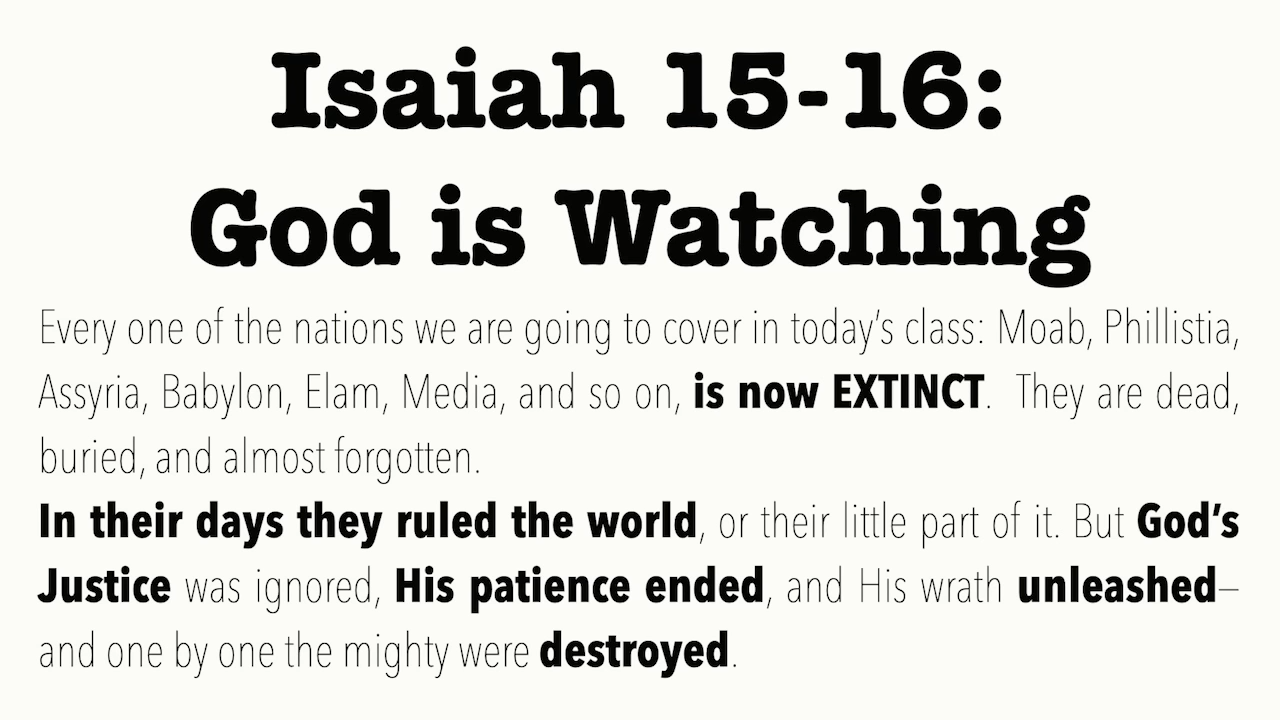 Isaiah 15-16:
God is Watching
Every one of the nations we are going to cover in today's class: Moab, Phillistia,
Assyria, Babylon, Elam, Media, and so on, is now EXTINCT. They are dead,
buried, and almost forgotten.
In their days they ruled the world, or their little part of it. But God's
Justice was ignored, His patience ended, and His wrath unleashed—
and one by one the mighty were destroyed.